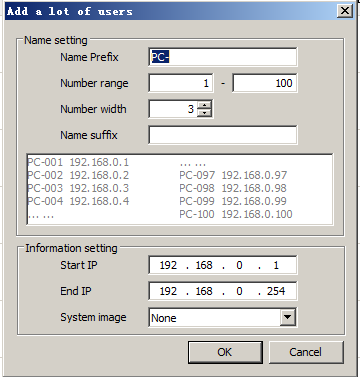 Add a lot of users
Name setting
Name Prefix PC-
Number range 1 - 100
Number width 3
Name suffix
PC-001 192.168.0.1 ... ...
PC-002 192.168.0.2 PC-097 192.168.0.97
PC-003 192.168.0.3 PC-098 192.168.0.98
PC-004 192.168.0.4 PC-099 192.168.0.99
... ... PC-100 192.168.0.100
Information setting
Start IP 192 . 168 . 0 . 1
End IP 192 . 168 . 0 . 254
System image None
OK Cancel